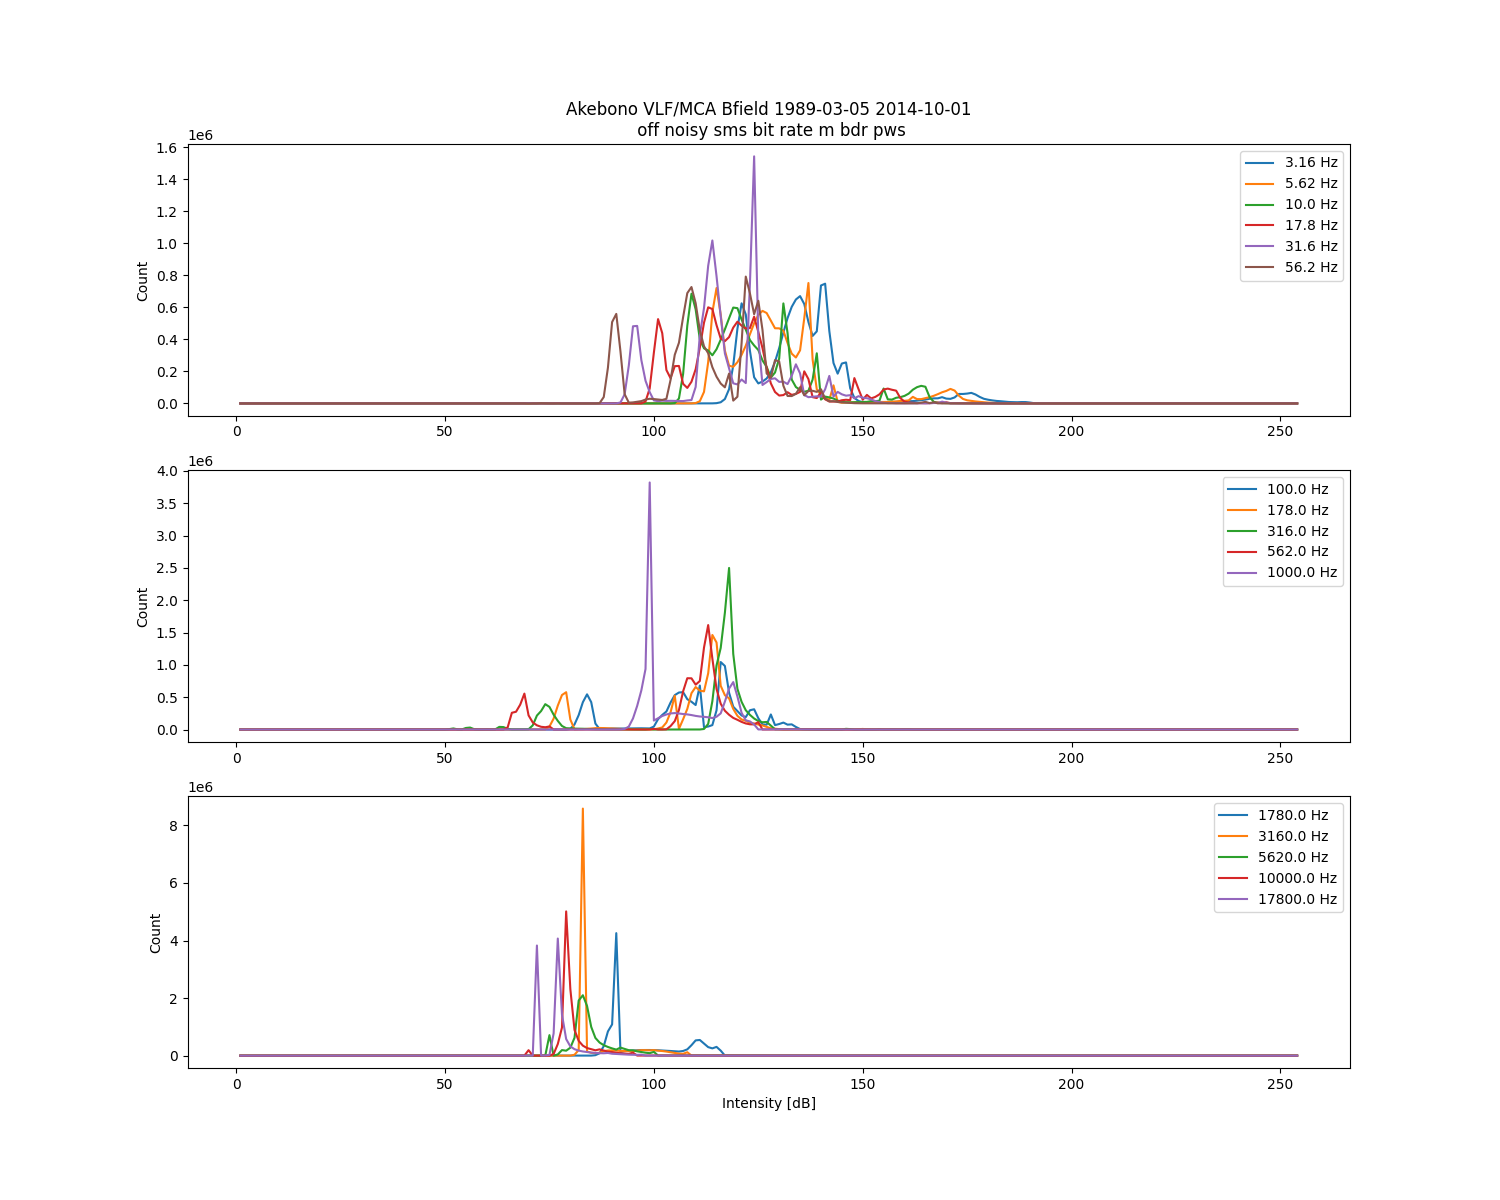 Akebono VLF/MCA Bfield 1989-03-05 2014-10-01
off noisy sms bit rate m bdr pws
1e6
1.6
1.4
1.2
1.0
0.8
0.6
0.4
0.2
0.0
Count
3.16 Hz
5.62 Hz
10.0 Hz
17.8 Hz
31.6 Hz
56.2 Hz
0 50 100 150 200 250
1e6
4.0
3.5
3.0
2.5
2.0
1.5
1.0
0.5
0.0
Count
100.0 Hz
178.0 Hz
316.0 Hz
562.0 Hz
1000.0 Hz
0 50 100 150 200 250
1e6
8
6
4
2
0
Count
1780.0 Hz
3160.0 Hz
5620.0 Hz
10000.0 Hz
17800.0 Hz
0 50 100 150 200 250
Intensity [dB]